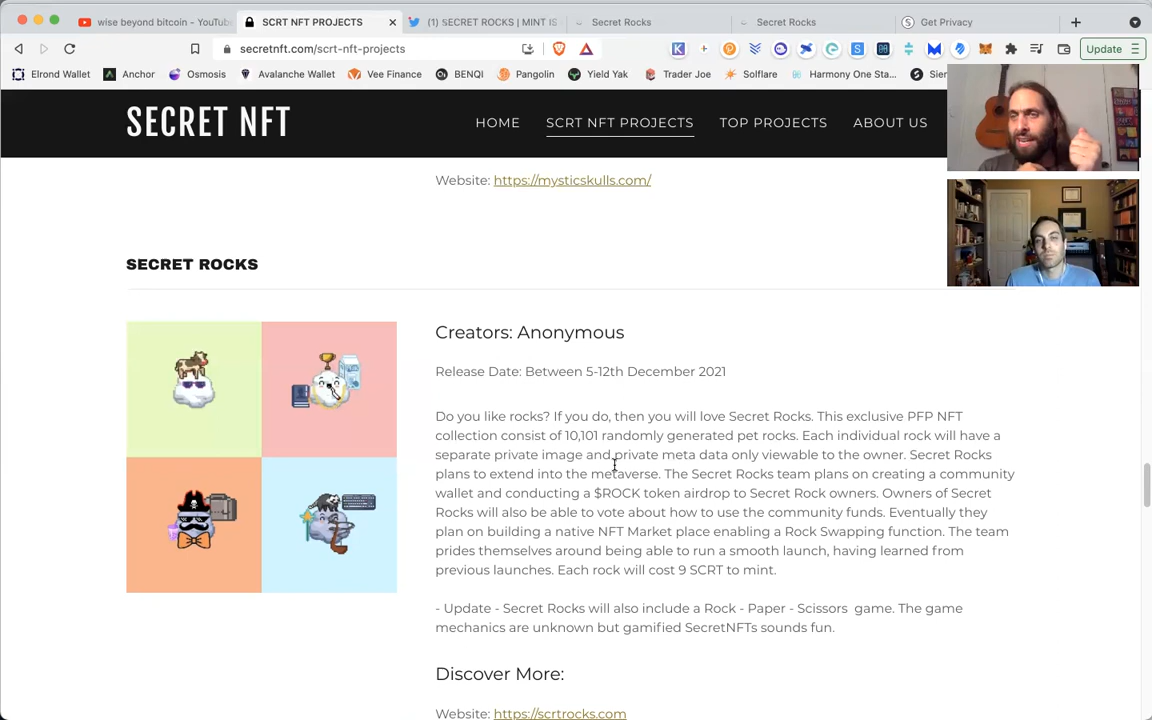 wise beyond bitcoin - YouTu
SCRT NFT PROJECTS
(1) SECRET ROCKS | MINT IS
Secret Rocks
Secret Rocks
Get Privacy
secretnft.com/scrt-nft-projects
Update
Elrond Wallet
Anchor
Osmosis
Avalanche Wallet
Vee Finance
BENQI
Pangolin
Yield Yak
Trader Joe
Solflare
Harmony One Sta...
Sien
SECRET NFT
HOME
SCRT NFT PROJECTS
TOP PROJECTS
ABOUT US
Website: https://mysticskulls.com/
SECRET ROCKS
Creators: Anonymous
Release Date: Between 5-12th December 2021
Do you like rocks? If you do, then you will love Secret Rocks. This exclusive PFP NFT
collection consist of 10,101 randomly generated pet rocks. Each individual rock will have a
separate private image and private meta data only viewable to the owner. Secret Rocks
plans to extend into the metaverse. The Secret Rocks team plans on creating a community
wallet and conducting a $ROCK token airdrop to Secret Rock owners. Owners of Secret
Rocks will also be able to vote about how to use the community funds. Eventually they
plan on building a native NFT Market place enabling a Rock Swapping function. The team
prides themselves around being able to run a smooth launch, having learned from
previous launches. Each rock will cost 9 SCRT to mint.
- Update - Secret Rocks will also include a Rock - Paper - Scissors game. The game
mechanics are unknown but gamified SecretNFTs sounds fun.
Discover More:
Website: https://scrtrocks.com